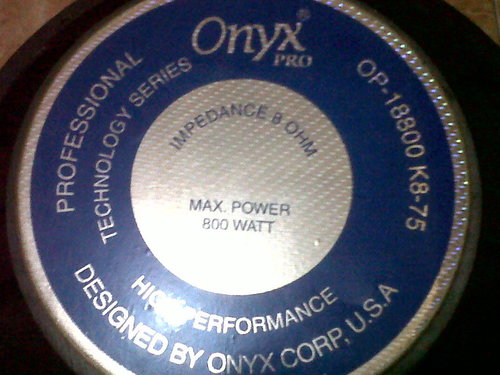 Onyx®
PRO
PROFESSIONAL
TECHNOLOGY SERIES
OP-18800 K8-75
IMPEDANCE 8 OHM
MAX. POWER
800 WATT
HIGH PERFORMANCE
DESIGNED BY ONYX CORP, U.S.A